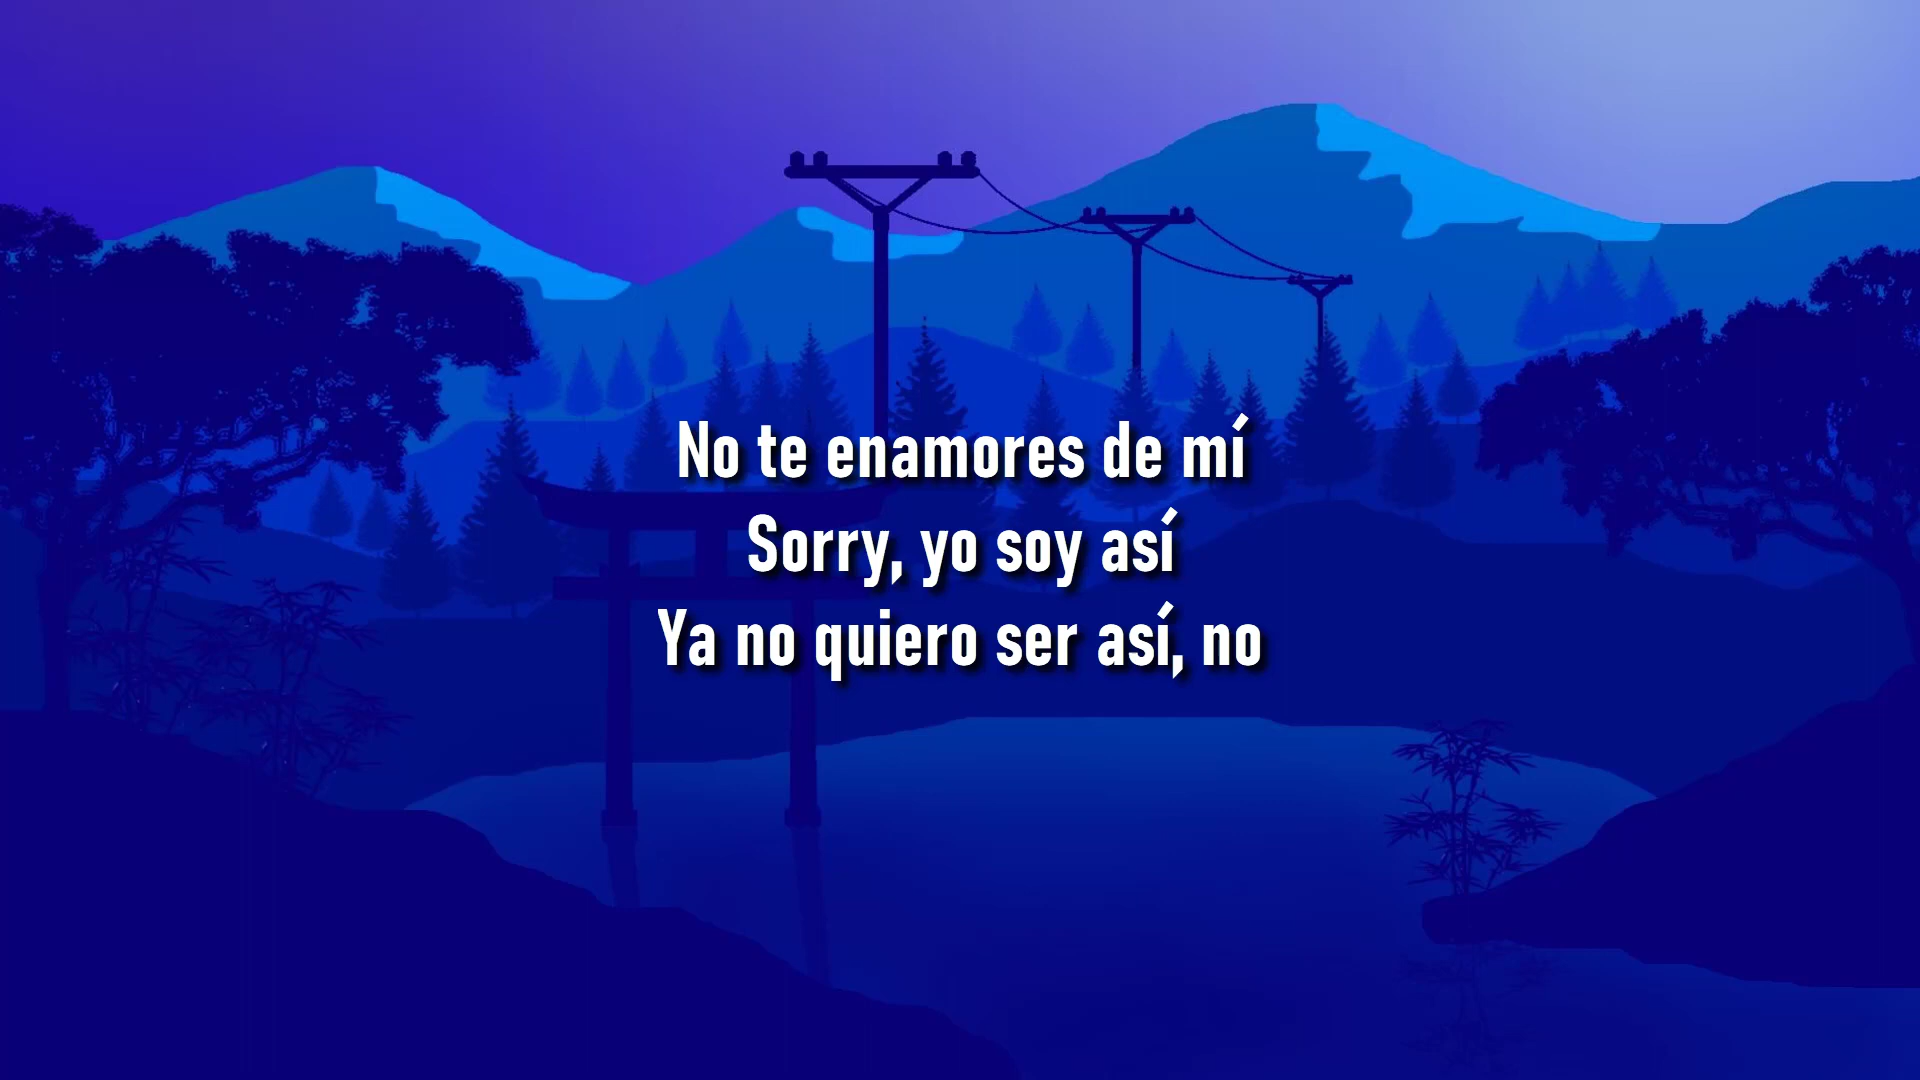 No te enamores de mí
Sorry, yo soy así
Ya no quiero ser así, no